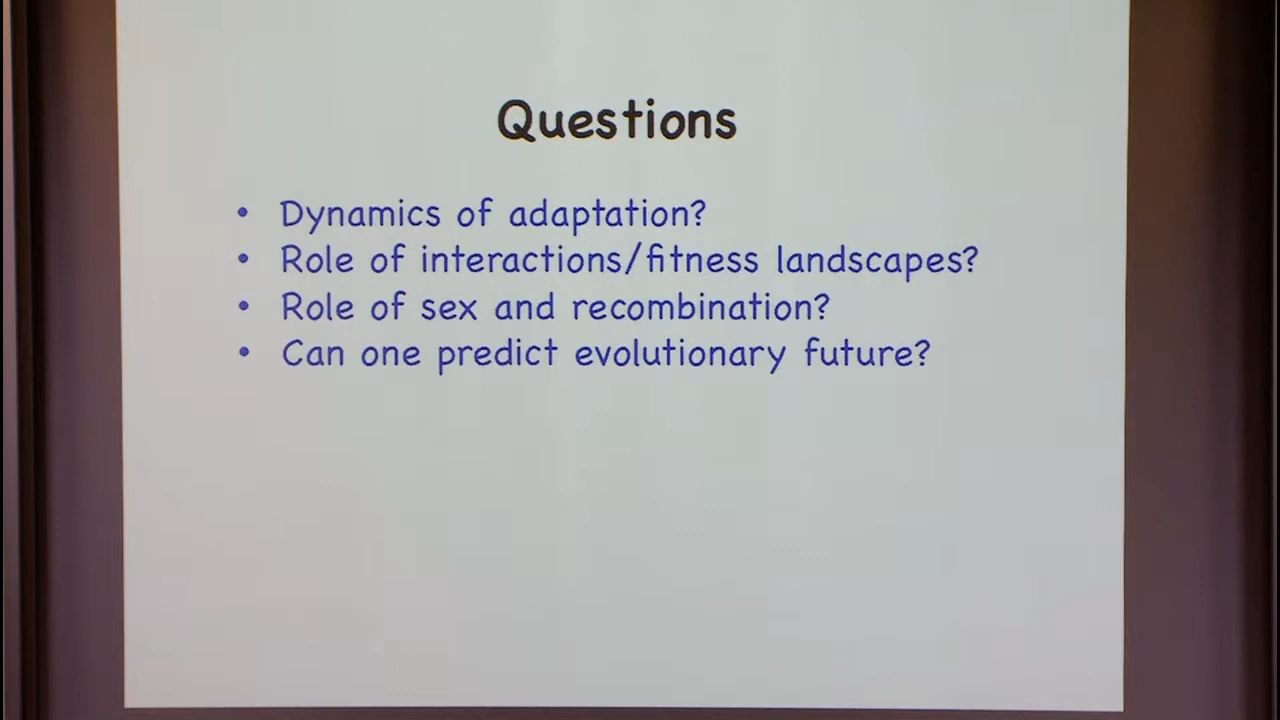 Questions
• Dynamics of adaptation?
• Role of interactions/fitness landscapes?
• Role of sex and recombination?
• Can one predict evolutionary future?